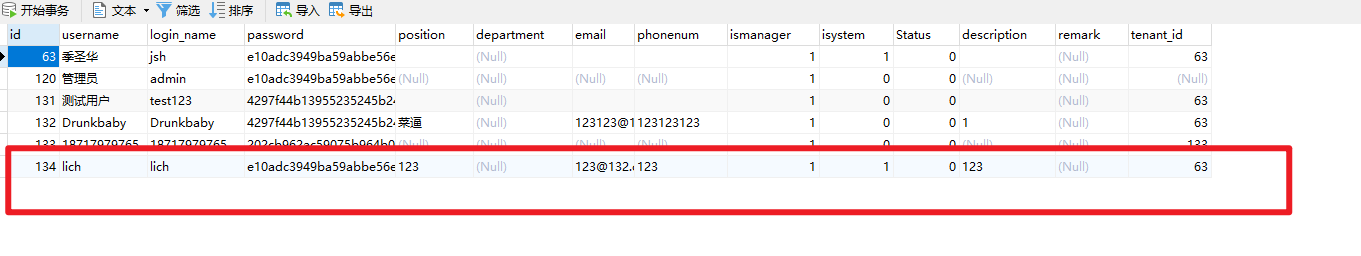 开始事务 文本 筛选 排序 导入 导出
id username login_name password position department email phonenum ismanager isystem Status description remark tenant_id
63 季圣华 jsh e10adc3949ba59abbe56e (Null) 1 1 0 (Null) 63
120 管理员 admin e10adc3949ba59abbe56e (Null) (Null) (Null) (Null) 1 0 0 (Null) (Null) (Null)
131 测试用户 test123 4297f44b13955235245b24 1 0 0 63
132 Drunkbaby Drunkbaby 4297f44b13955235245b24 菜逼 (Null) 123123@1 1123123123 1 0 0 1 (Null) 63
133 18717979765 18717979765 (Null) (Null) (Null) (Null) 1 0 0 (Null) (Null) 133
134 lich lich e10adc3949ba59abbe56e 123 (Null) 123@132. 123 1 1 0 123 (Null) 63